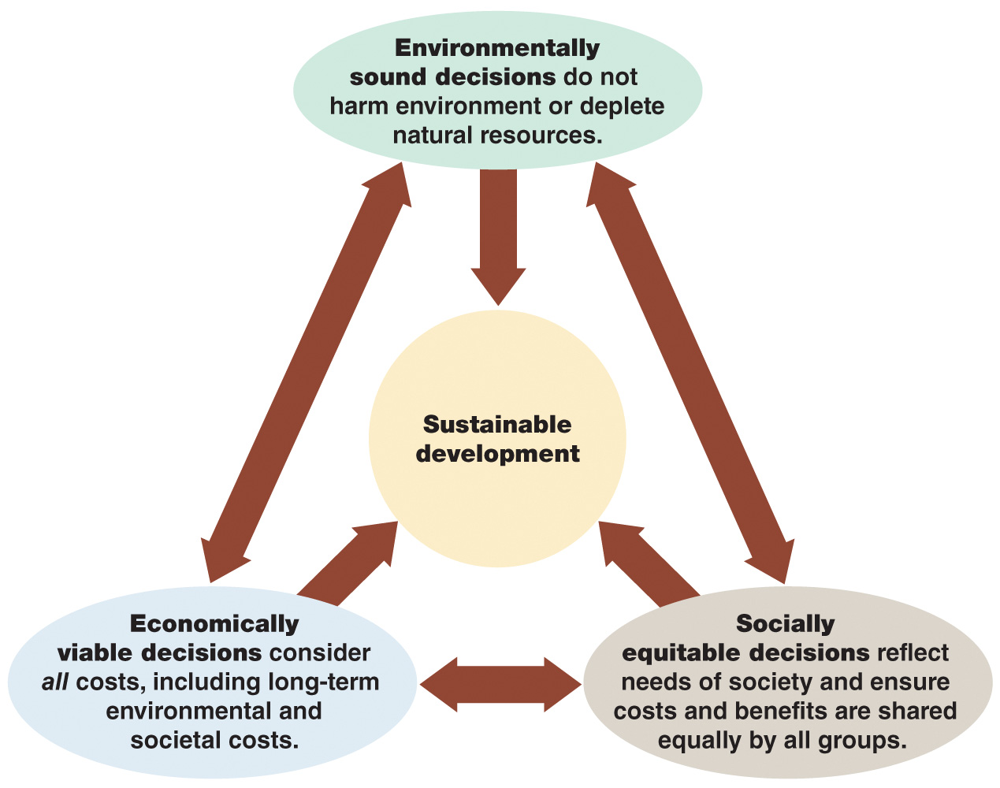 Environmentally
sound decisions do not
harm environment or deplete
natural resources.
Sustainable
development
Economically
viable decisions consider
all costs, including long-term
environmental and
societal costs.
Socially
equitable decisions reflect
needs of society and ensure
costs and benefits are shared
equally by all groups.